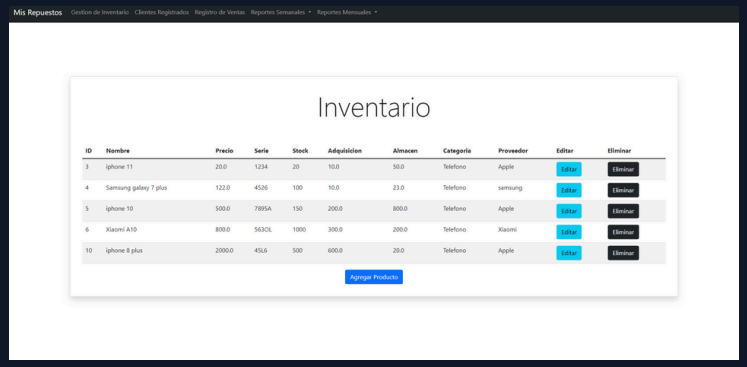 Mis Repuestos Gestion de Inventario Clientes Registrados Registro de Ventas Reportes Semanales Reportes Mensuales
Inventario
ID Nombre Precio Serie Stock Adquisicion Almacen Categoria Proveedor Editar Eliminar
3 iphone 11 20.0 1234 20 10.0 50.0 Telefono Apple Editar Eliminar
4 Samsung galaxy 7 plus 122.0 4526 100 10.0 23.0 Telefono samsung Editar Eliminar
5 iphone 10 500.0 7895A 150 200.0 800.0 Telefono Apple Editar Eliminar
6 Xiaomi A10 800.0 563OL 1000 300.0 200.0 Telefono Xiaomi Editar Eliminar
10 iphone 8 plus 2000.0 45L6 500 600.0 20.0 Telefono Apple Editar Eliminar
Agregar Producto